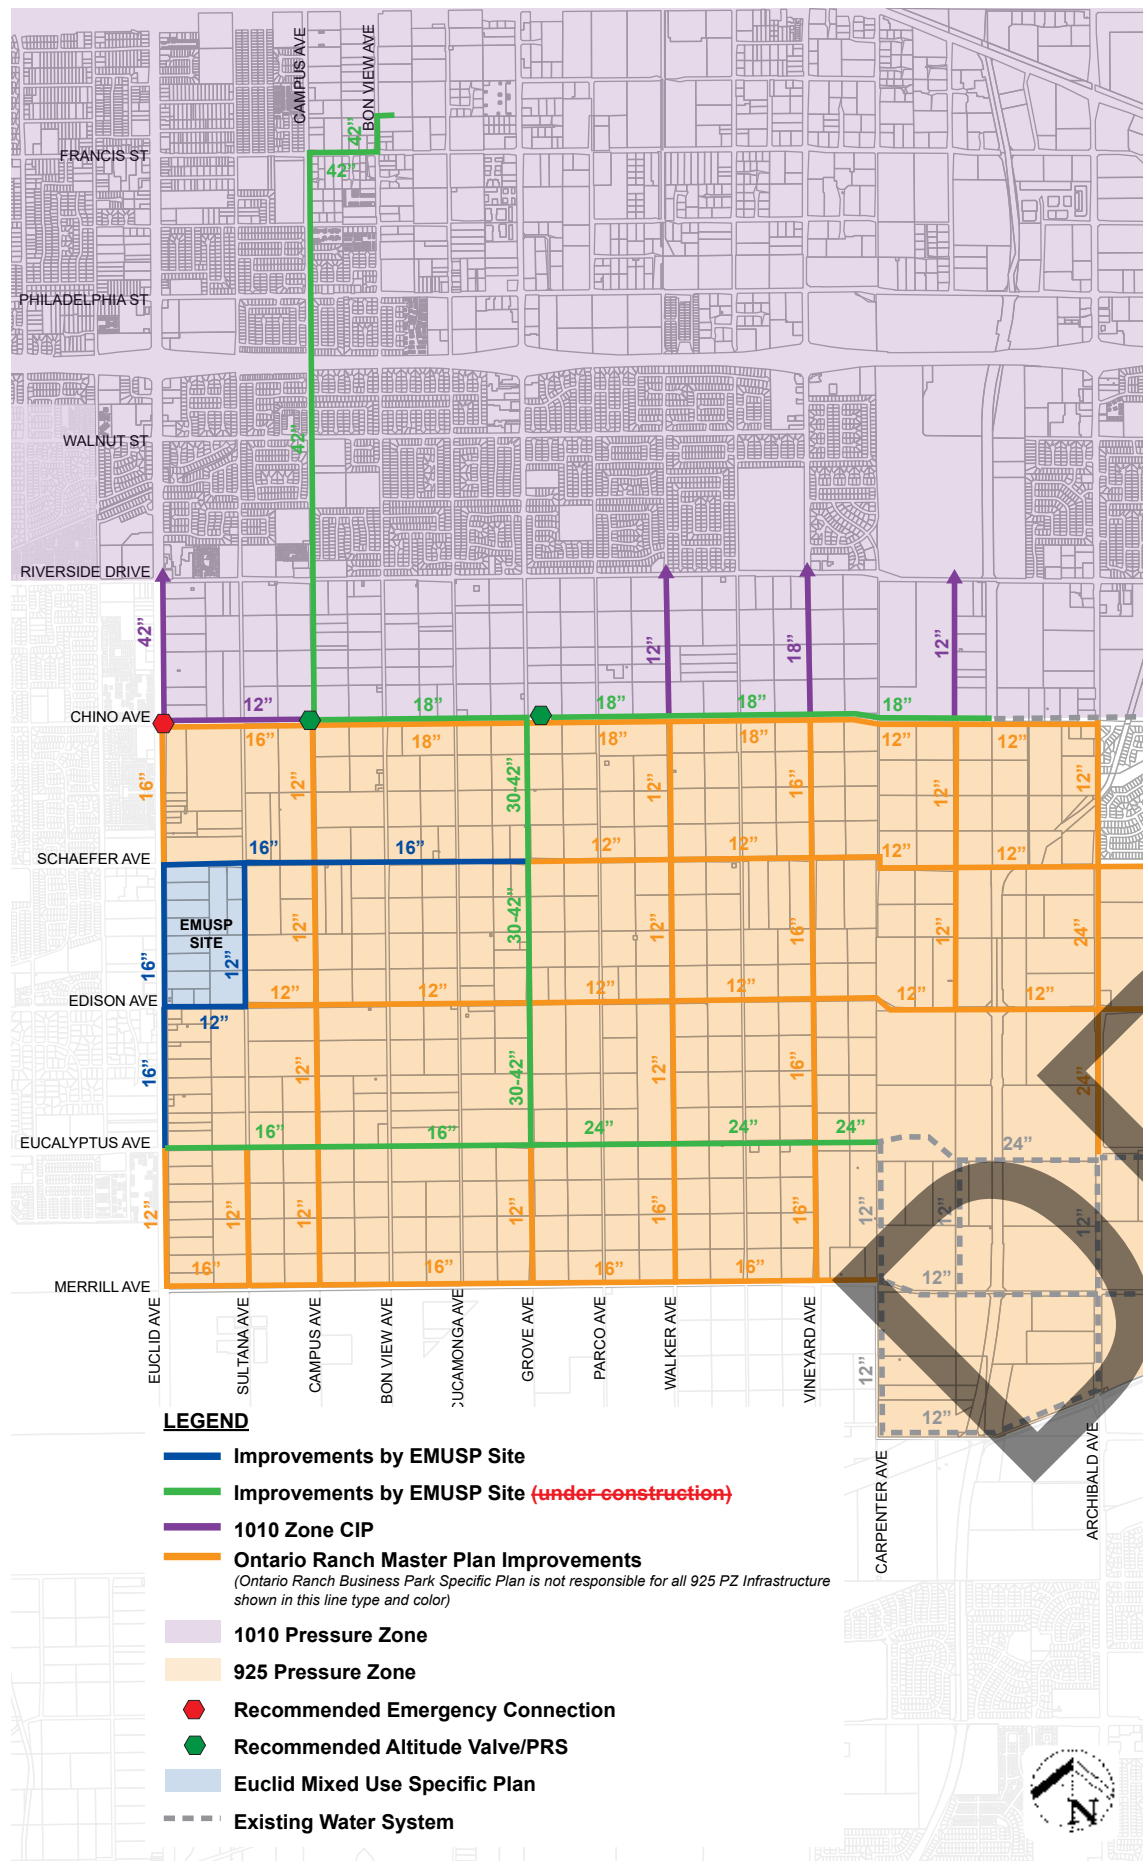 CAMPUS AVE
BON VIEW AVE
42”
FRANCIS ST
42”
PHILADELPHIA ST
WALNUT ST
42”
RIVERSIDE DRIVE
42”
12”
18”
12”
12”
18”
18”
18”
18”
CHINO AVE
16”
18”
18”
18”
12”
12”
16”
12”
30-42”
12”
16”
12”
12”
SCHAEFER AVE
16”
16”
12”
12”
12”
12”
EMUSP
SITE
16”
12”
12”
30-42”
12”
16”
12”
24”
EDISON AVE
12”
12”
12”
12”
12”
12”
12”
16”
12”
30-42”
12”
16”
24”
EUCALYPTUS AVE
16”
16”
24”
24”
24”
24”
12”
12”
12”
12”
16”
16”
12”
12”
12”
MERRILL AVE
16”
16”
16”
16”
12”
EUCLID AVE
SULTANA AVE
CAMPUS AVE
BON VIEW AVE
CUCAMONGA AVE
GROVE AVE
PARCO AVE
WALKER AVE
VINEYARD AVE
12”
12”
CARPENTER AVE
ARCHIBALD AVE
LEGEND
Improvements by EMUSP Site
Improvements by EMUSP Site (under construction)
1010 Zone CIP
Ontario Ranch Master Plan Improvements
(Ontario Ranch Business Park Specific Plan is not responsible for all 925 PZ Infrastructure
shown in this line type and color)
1010 Pressure Zone
925 Pressure Zone
Recommended Emergency Connection
Recommended Altitude Valve/PRS
Euclid Mixed Use Specific Plan
Existing Water System
N